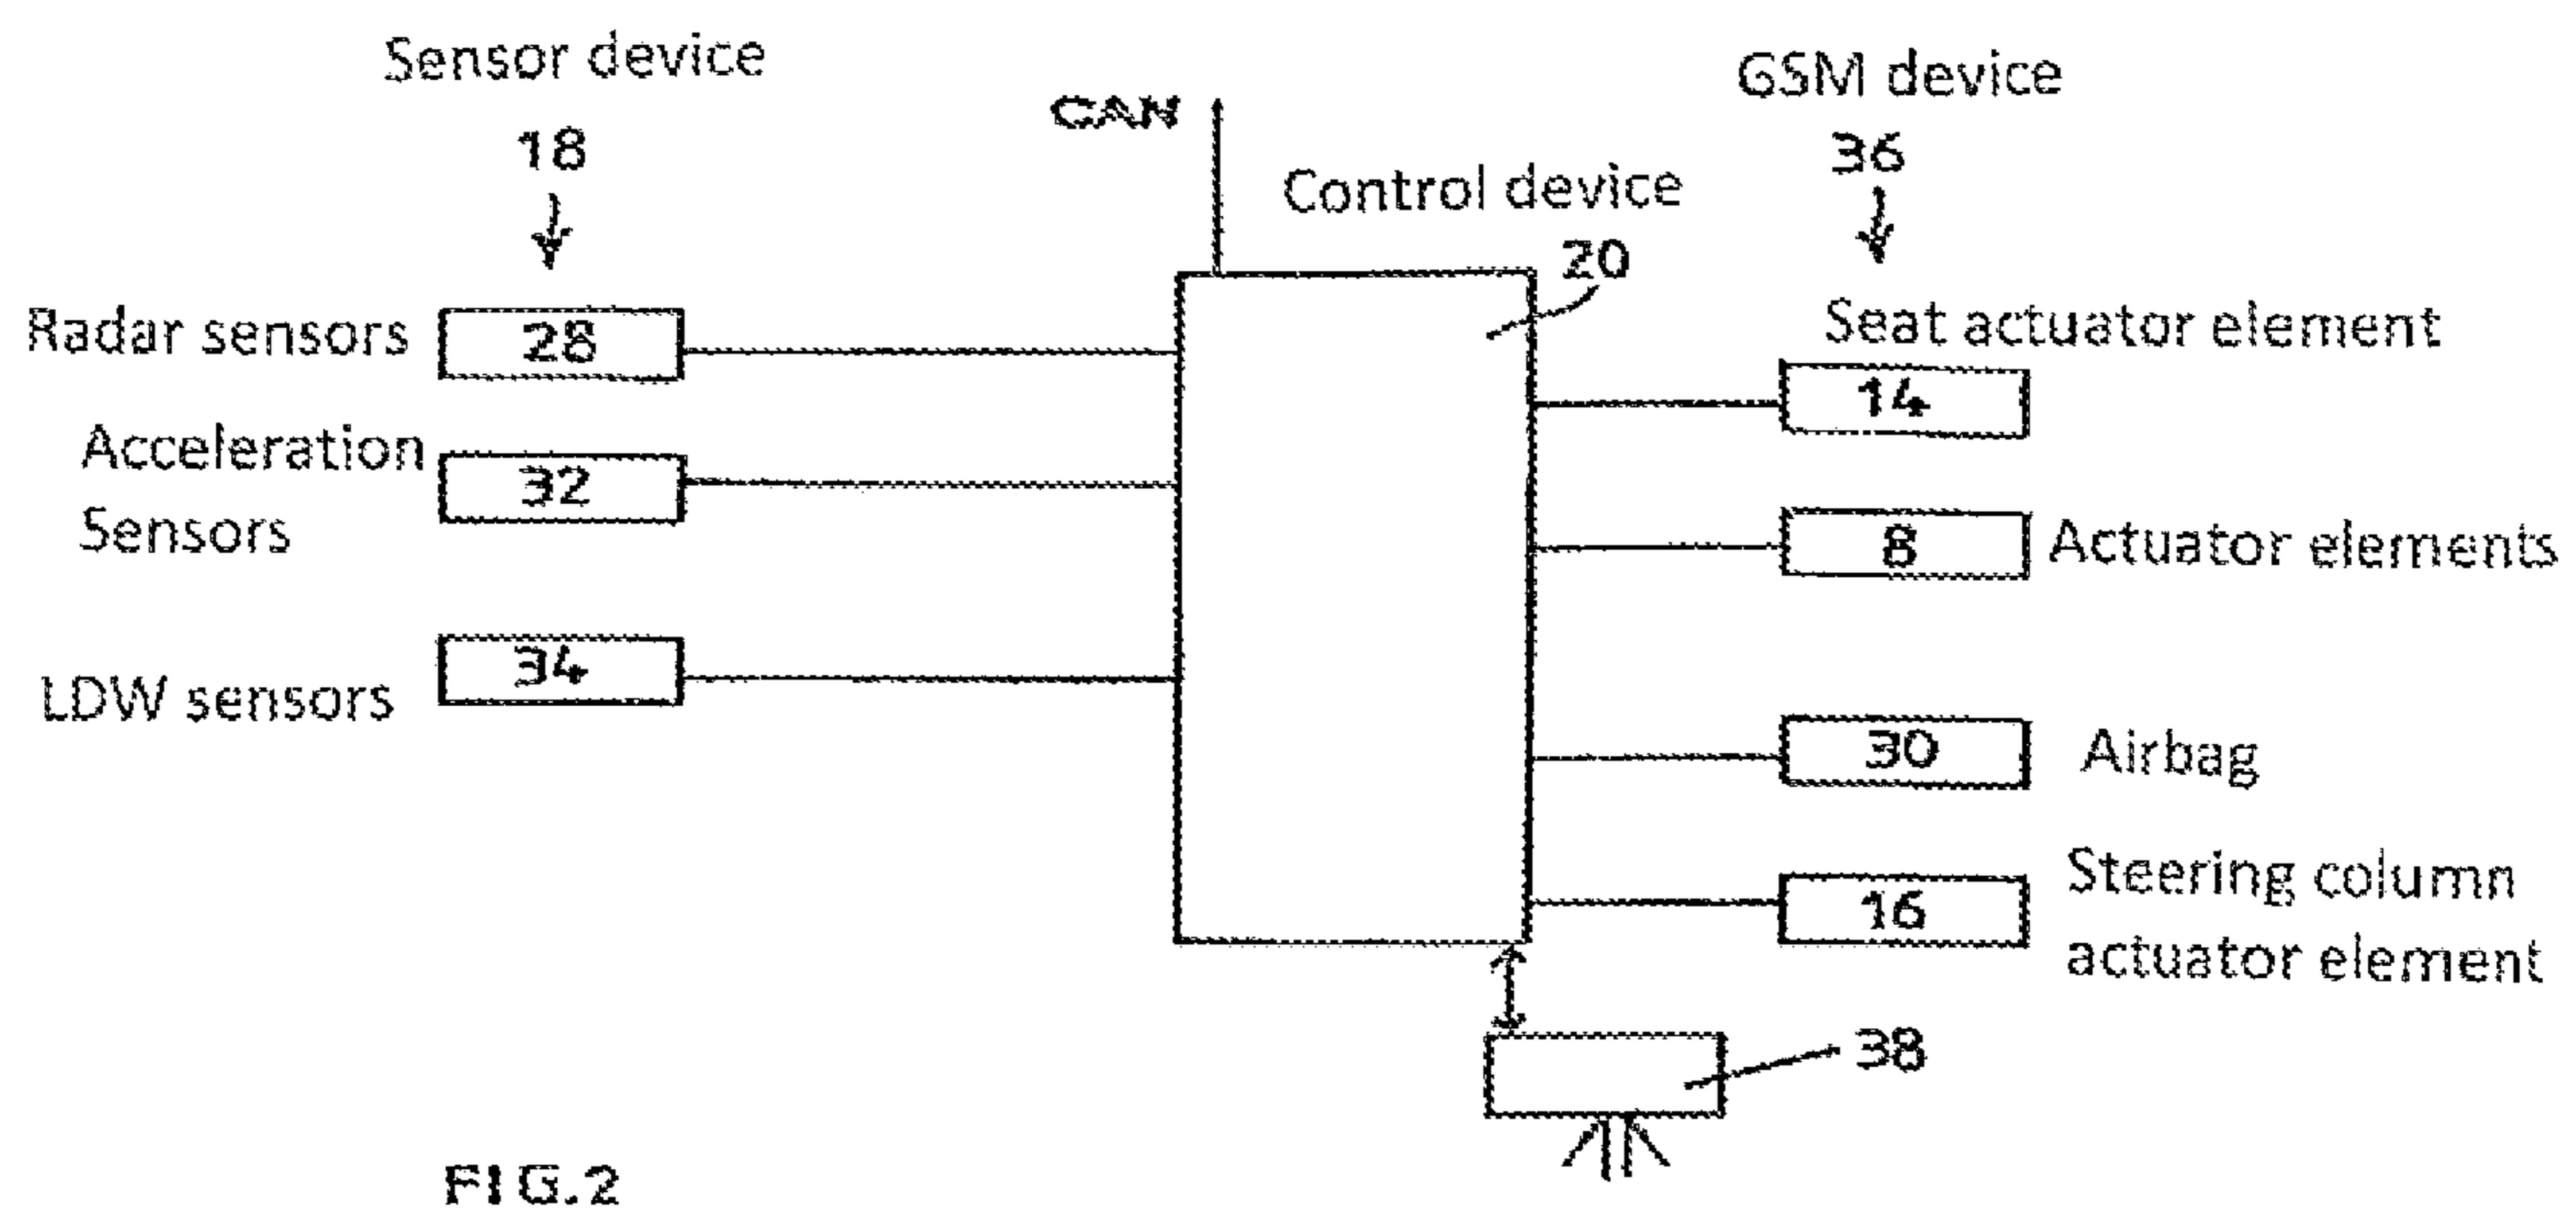 Sensor device
18
CAN
GSM device
36
Control device
20
Radar sensors
28
Seat actuator element
14
Acceleration
Sensors
32
8
Actuator elements
LDW sensors
34
30
Airbag
Steering column
actuator element
16
38
FIG.2